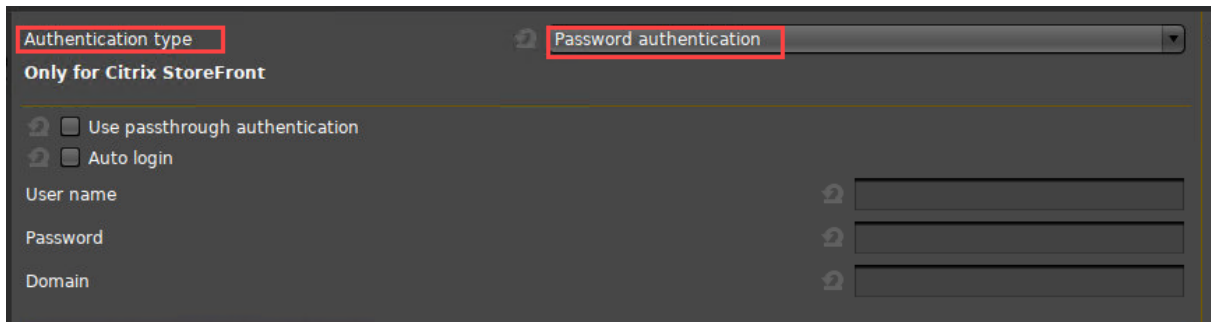 Authentication type Password authentication
Only for Citrix StoreFront
Use passthrough authentication
Auto login
User name
Password
Domain